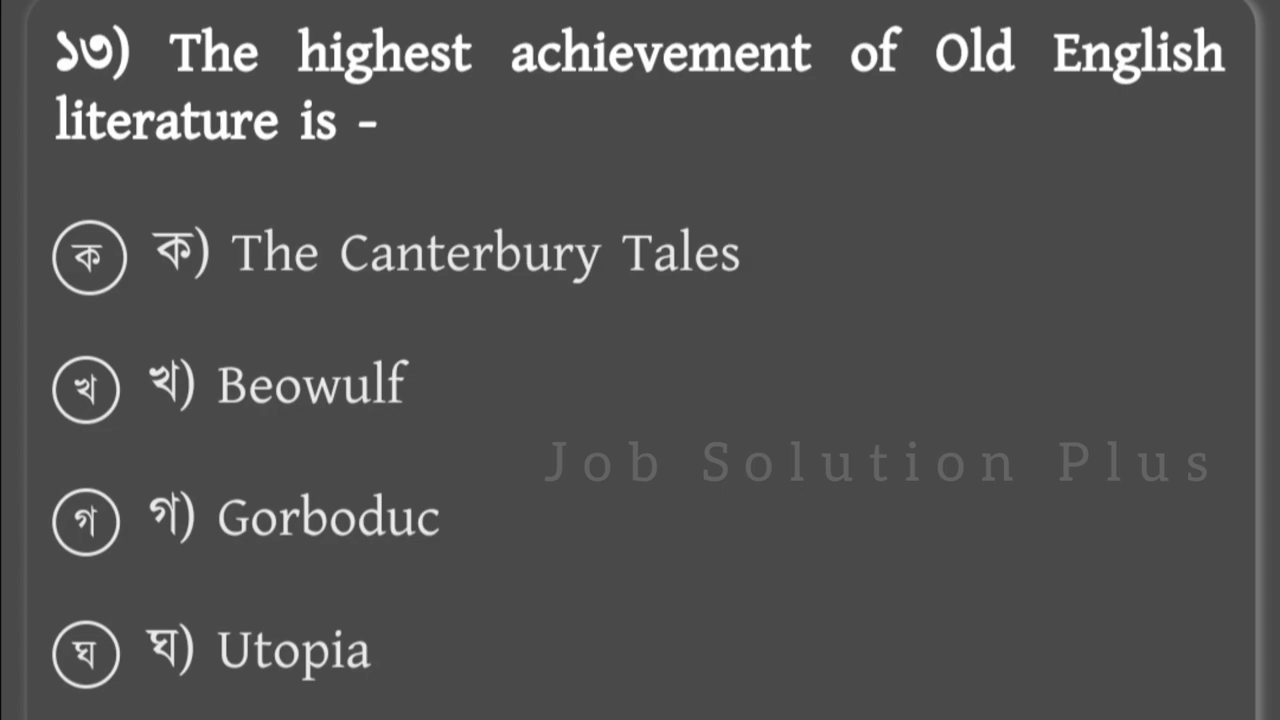 ১৩) The highest achievement of Old English
literature is -
ক ক) The Canterbury Tales
খ খ) Beowulf
Job Solution Plus
গ গ) Gorboduc
ঘ ঘ) Utopia